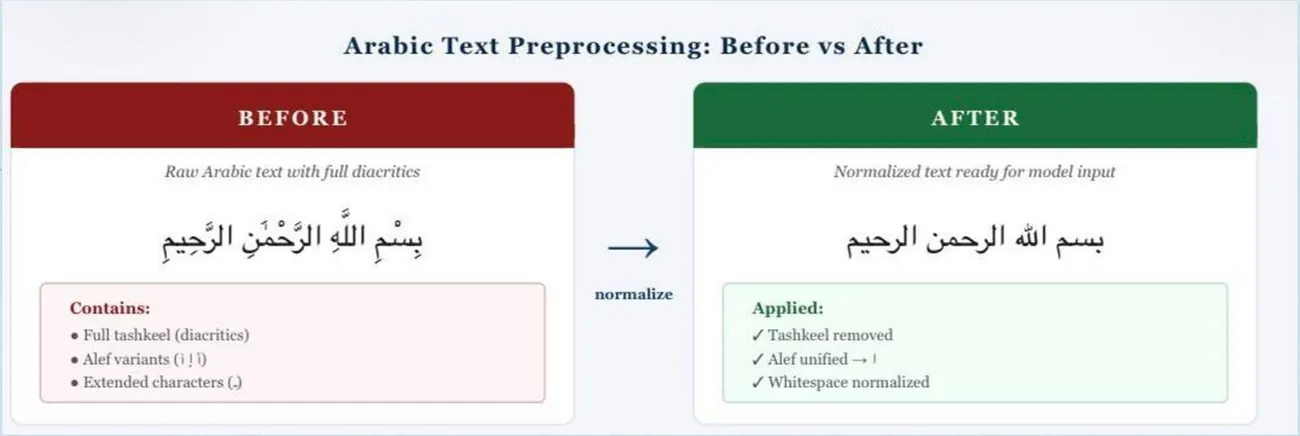 Arabic Text Preprocessing: Before vs After
BEFORE
Raw Arabic text with full diacritics
بِسْمِ اللَّهِ الرَّحْمَٰنِ الرَّحِيمِ
Contains:
● Full tashkeel (diacritics)
● Alef variants (أ إ آ)
● Extended characters (ـ)
→
normalize
AFTER
Normalized text ready for model input
بسم الله الرحمن الرحيم
Applied:
✓ Tashkeel removed
✓ Alef unified → ا
✓ Whitespace normalized